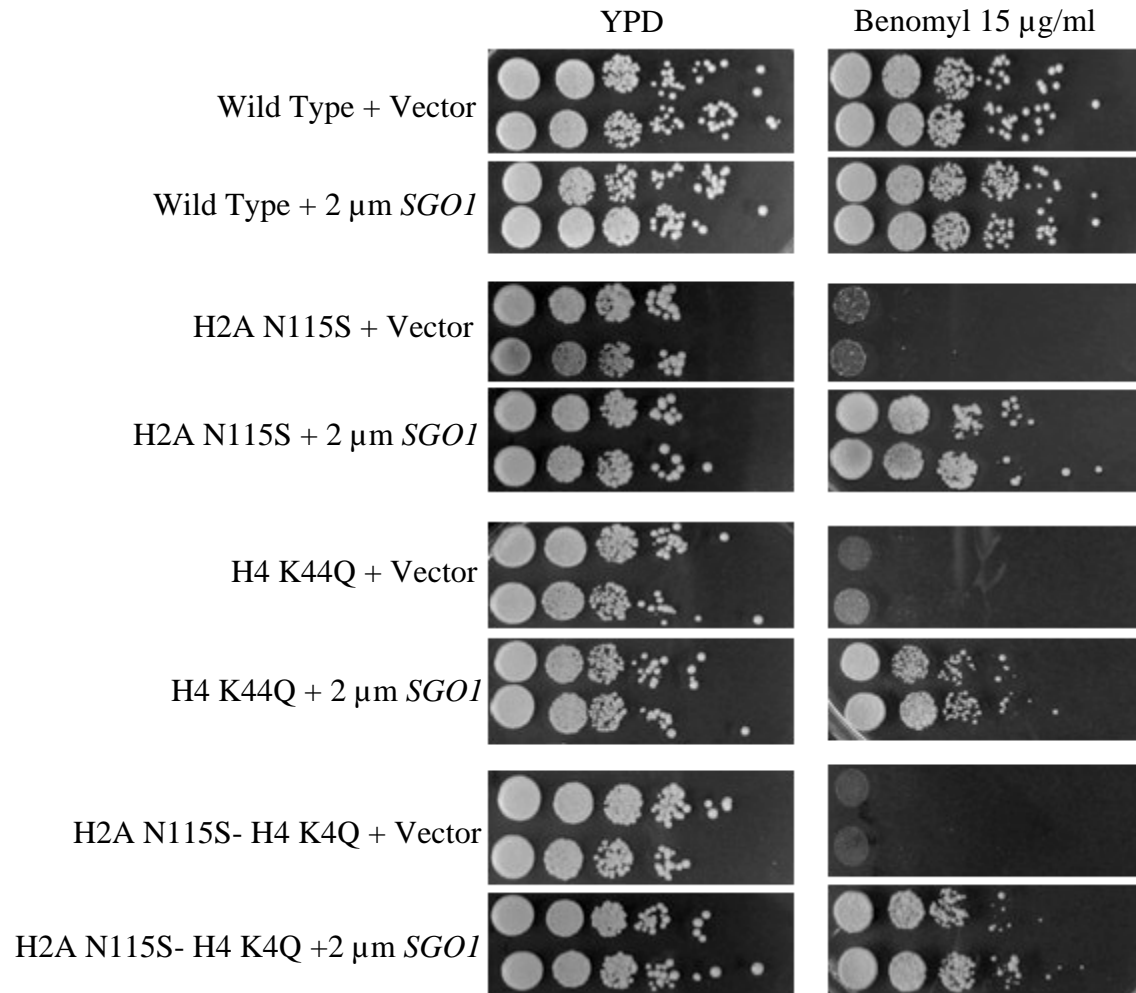 YPD
Benomyl 15 µg/ml
Wild Type + Vector
Wild Type + 2 µm SGO1
H2A N115S + Vector
H2A N115S + 2 µm SGO1
H4 K44Q + Vector
H4 K44Q + 2 µm SGO1
H2A N115S- H4 K4Q + Vector
H2A N115S- H4 K4Q +2 µm SGO1